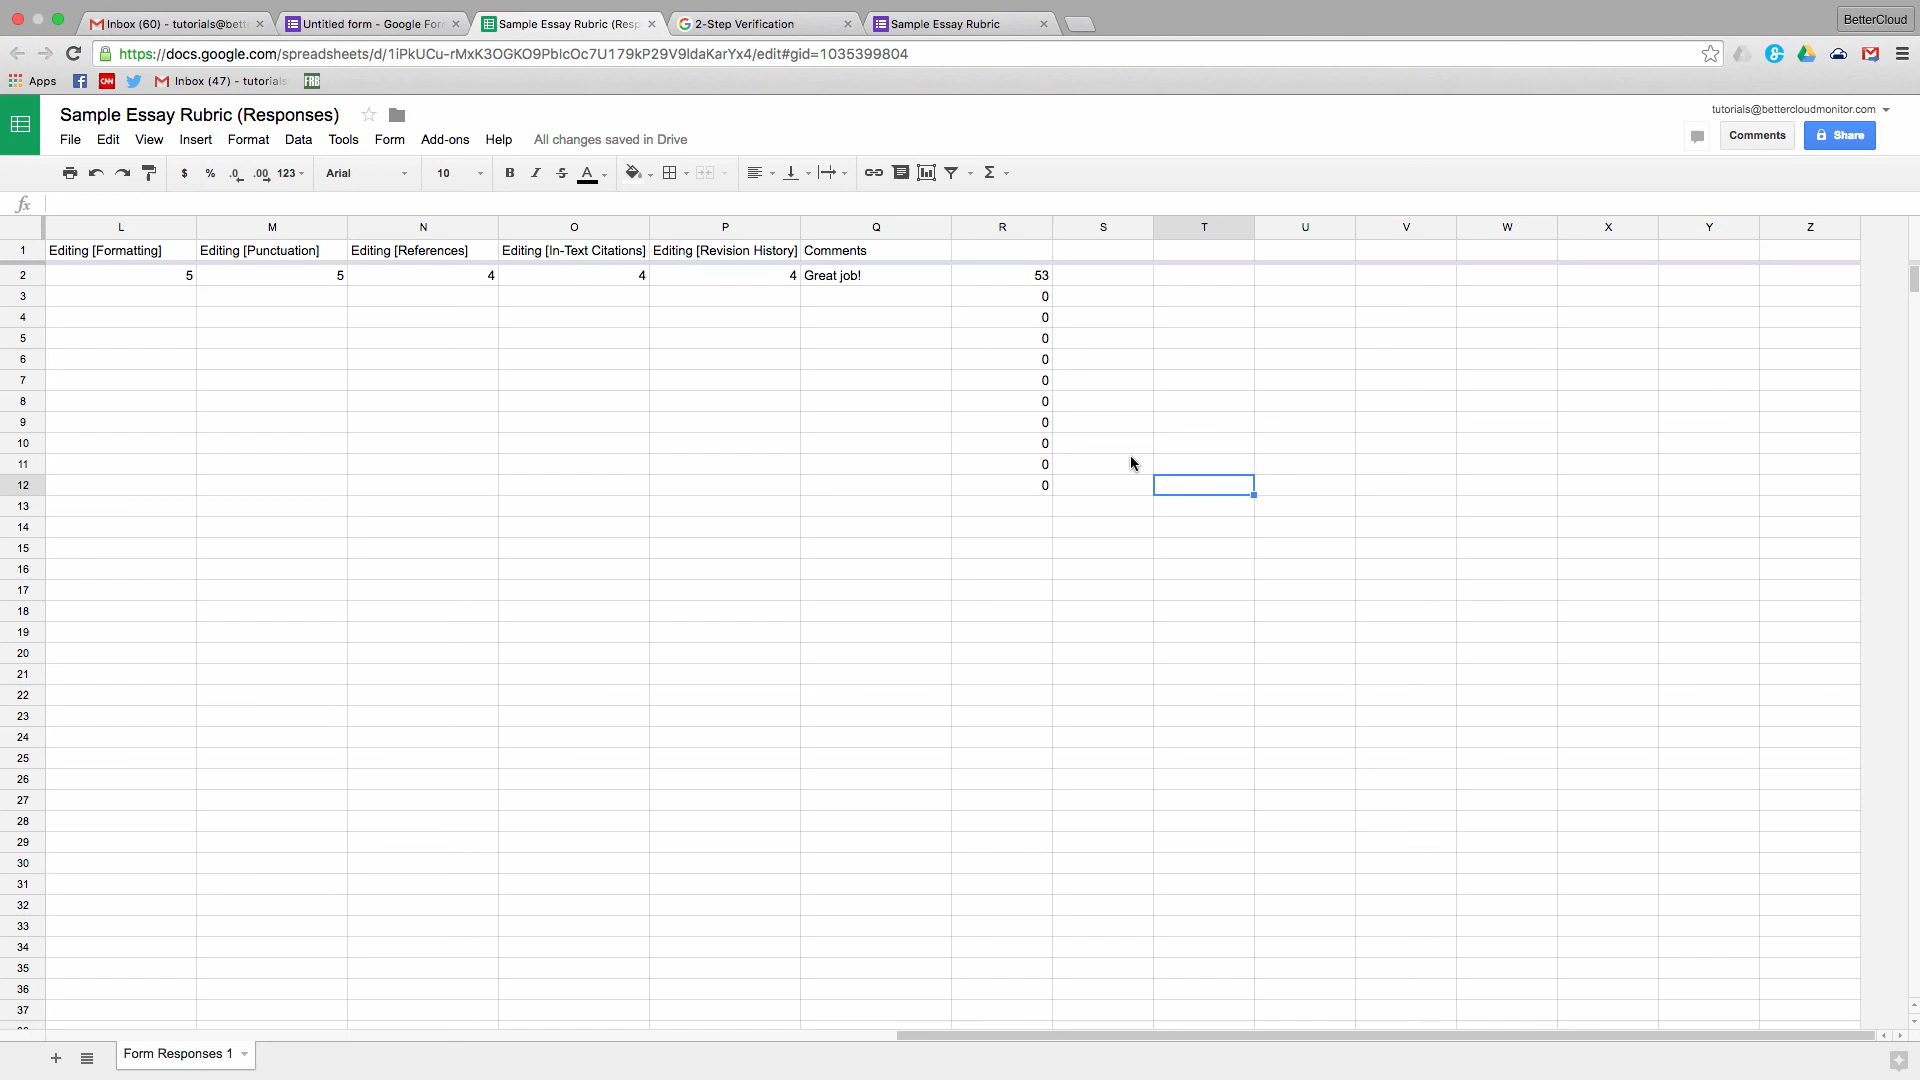 Inbox (60) - tutorials@bett
Untitled form - Google For
Sample Essay Rubric (Resp
2-Step Verification
Sample Essay Rubric
BetterCloud
https://docs.google.com/spreadsheets/d/1iPkUCu-rMxK3OGKO9PbIcOc7U179kP29V9ldaKarYx4/edit#gid=1035399804
Apps
CNN
Inbox (47) - tutorials
FRB
Sample Essay Rubric (Responses)
tutorials@bettercloudmonitor.com
File Edit View Insert Format Data Tools Form Add-ons Help All changes saved in Drive
Comments
Share
$ % .0 .00 123 Arial 10 B I S A Σ
fx
L M N O P Q R S T U V W X Y Z
1 Editing [Formatting] Editing [Punctuation] Editing [References] Editing [In-Text Citations] Editing [Revision History] Comments
2 5 5 4 4 4 Great job! 53
3 0
4 0
5 0
6 0
7 0
8 0
9 0
10 0
11 0
12 0
13
14
15
16
17
18
19
20
21
22
23
24
25
26
27
28
29
30
31
32
33
34
35
36
37
Form Responses 1